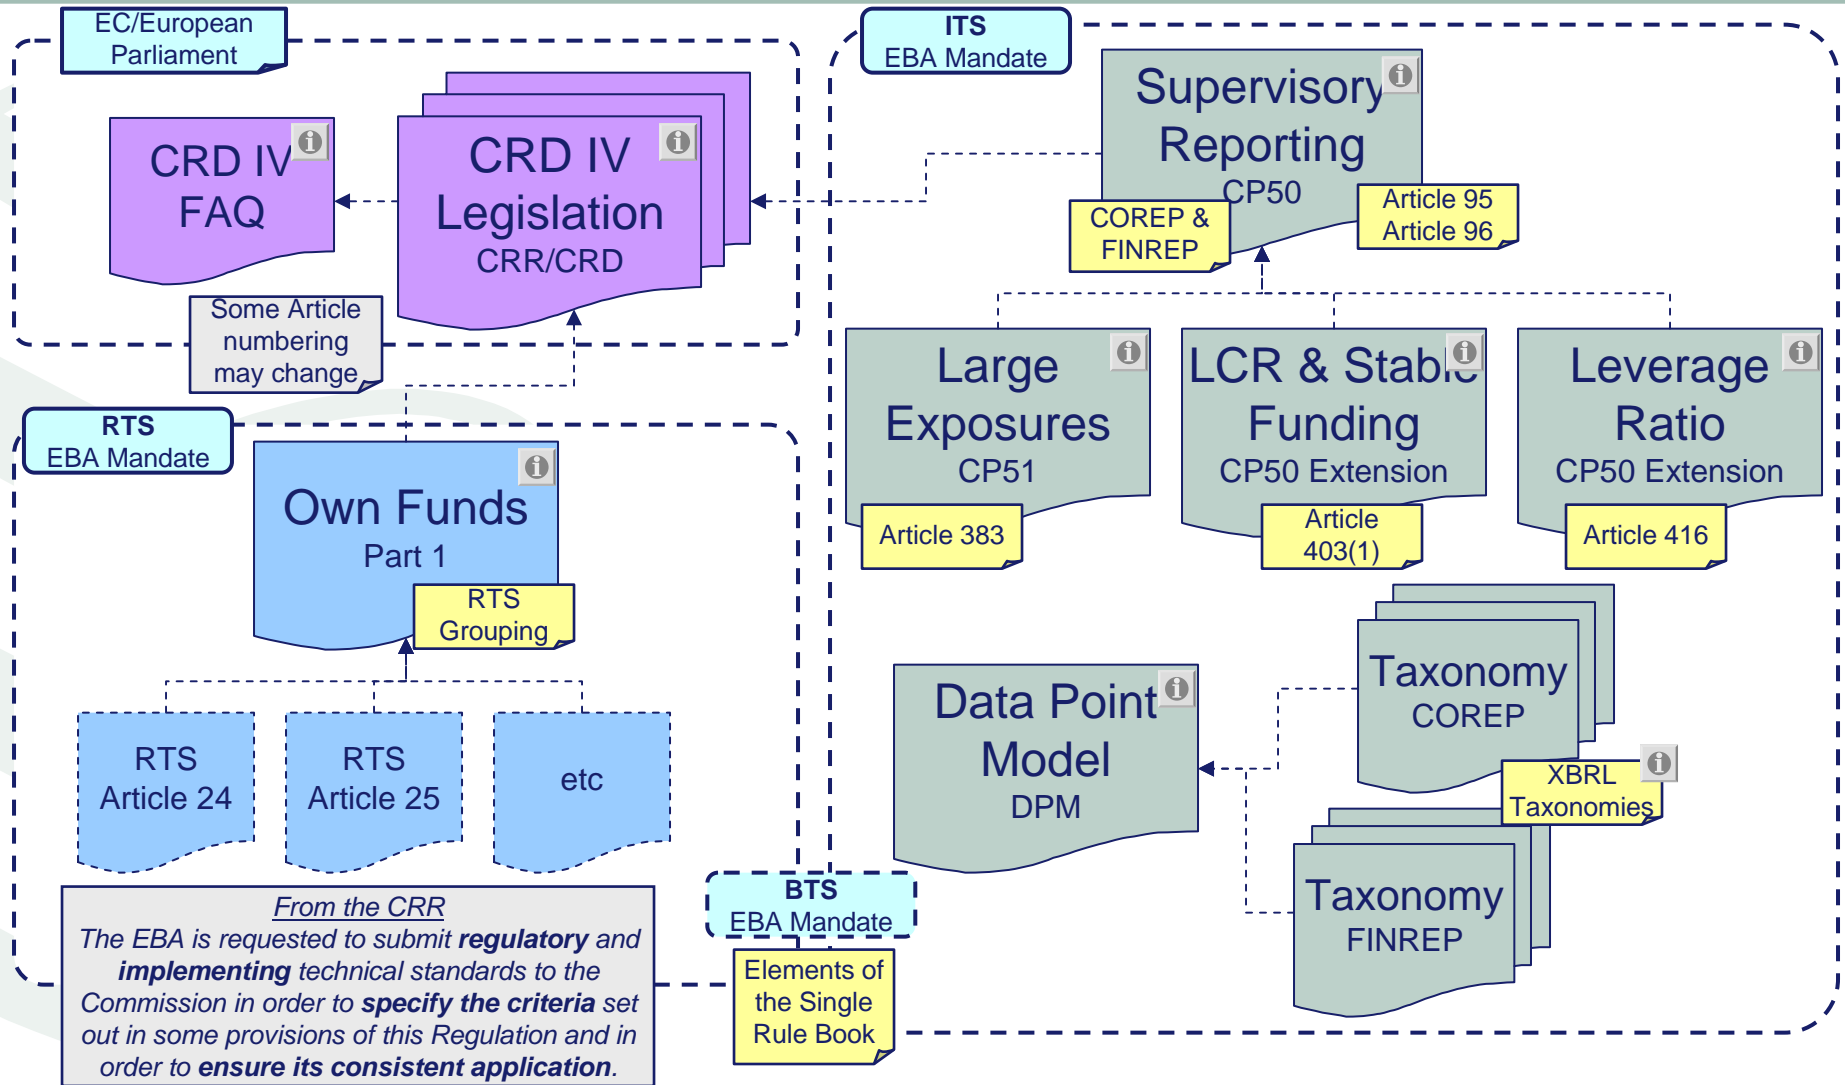 EC/European
Parliament
CRD IV
FAQ
CRD IV
Legislation
CRR/CRD
Some Article
numbering
may change
ITS
EBA Mandate
Supervisory
Reporting
CP50
COREP &
FINREP
Article 95
Article 96
Large
Exposures
CP51
Article 383
LCR & Stable
Funding
CP50 Extension
Article
403(1)
Leverage
Ratio
CP50 Extension
Article 416
RTS
EBA Mandate
Own Funds
Part 1
RTS
Grouping
RTS
Article 24
RTS
Article 25
etc
Data Point
Model
DPM
Taxonomy
COREP
XBRL
Taxonomies
Taxonomy
FINREP
From the CRR
The EBA is requested to submit regulatory and
implementing technical standards to the
Commission in order to specify the criteria set
out in some provisions of this Regulation and in
order to ensure its consistent application.
BTS
EBA Mandate
Elements of
the Single
Rule Book